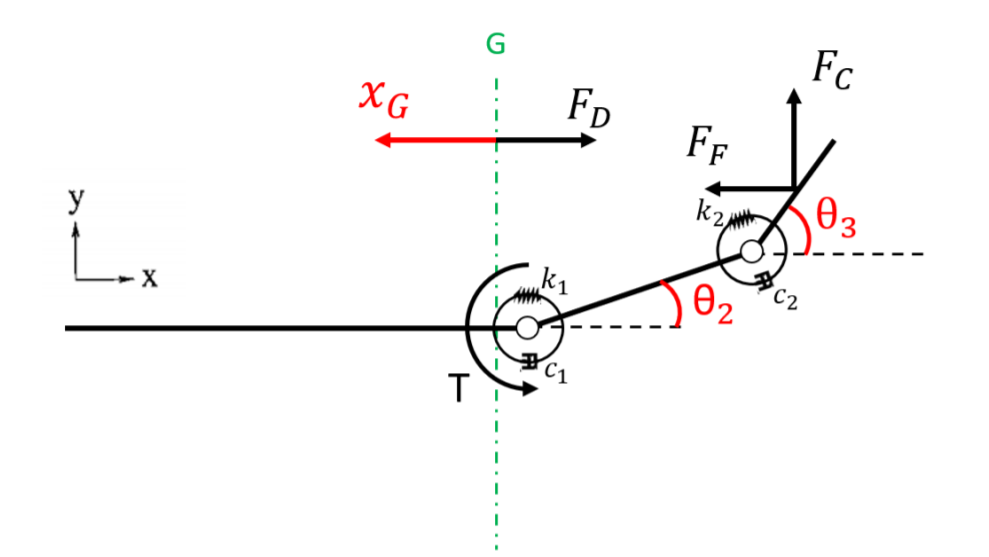 G
x_G
F_D
F_C
F_F
k_2
θ_3
y
x
k_1
θ_2
c_2
T
c_1